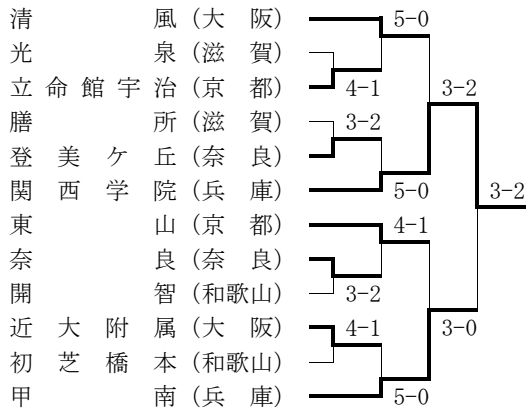 清風(大阪) 5-0
光泉(滋賀)
立命館宇治(京都) 4-1 3-2
膳所(滋賀) 3-2
登美ケ丘(奈良)
関西学院(兵庫) 5-0 3-2
東山(京都) 4-1
奈良(奈良)
開智(和歌山) 3-2
近大附属(大阪) 4-1 3-0
初芝橋本(和歌山)
甲南(兵庫) 5-0